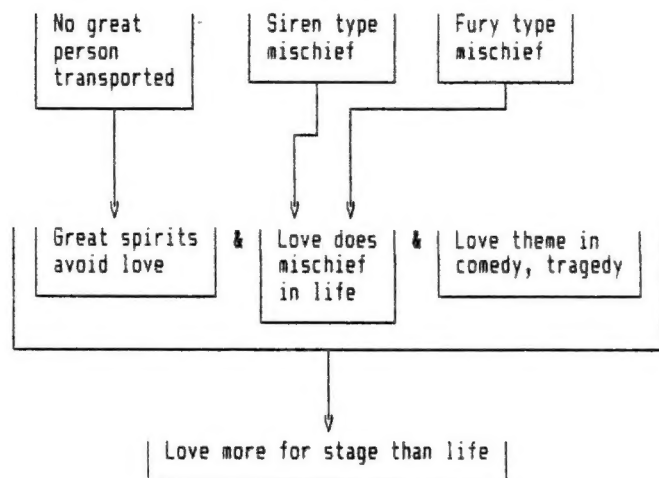 No great
person
transported
Siren type
mischief
Fury type
mischief
Great spirits
avoid love
&
Love does
mischief
in life
&
Love theme in
comedy, tragedy
Love more for stage than life